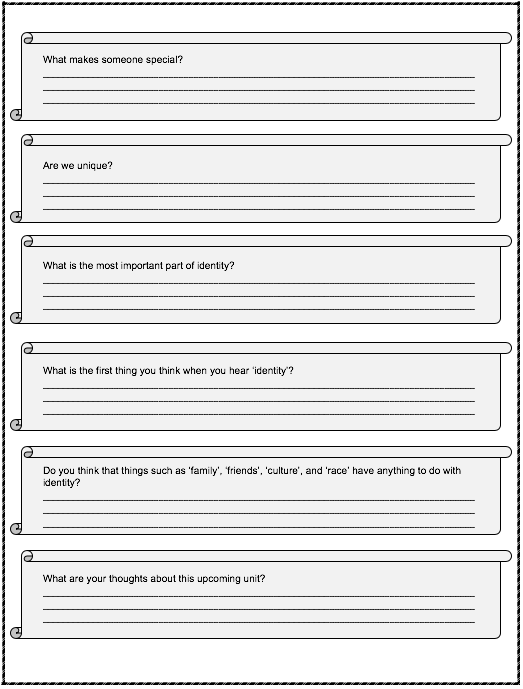 What makes someone special?
Are we unique?
What is the most important part of identity?
What is the first thing you think when you hear ‘identity’?
Do you think that things such as ‘family’, ‘friends’, ‘culture’, and ‘race’ have anything to do with
identity?
What are your thoughts about this upcoming unit?